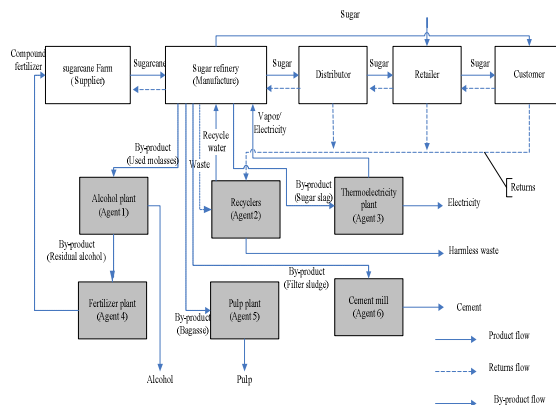 Sugar
Compound
fertilizer
sugarcane Farm
(Supplier)
Sugarcane
Sugar refinery
(Manufacture)
Sugar
Distributor
Sugar
Retailer
Sugar
Customer
Vapor/
Electricity
By-product
(Used molasses)
Waste
Recycle
water
Returns
Alcohol plant
(Agent 1)
Recyclers
(Agent2)
By-product
(Sugar slag)
Thermoelectricity
plant
(Agent 3)
Electricity
By-product
(Residual alcohol )
Harmless waste
Fertilizer plant
(Agent 4)
By-product
(Bagasse)
Pulp plant
(Agent 5)
By-product
(Filter sludge)
Cement mill
(Agent 6)
Cement
Product flow
Returns flow
By-product flow
Alcohol
Pulp